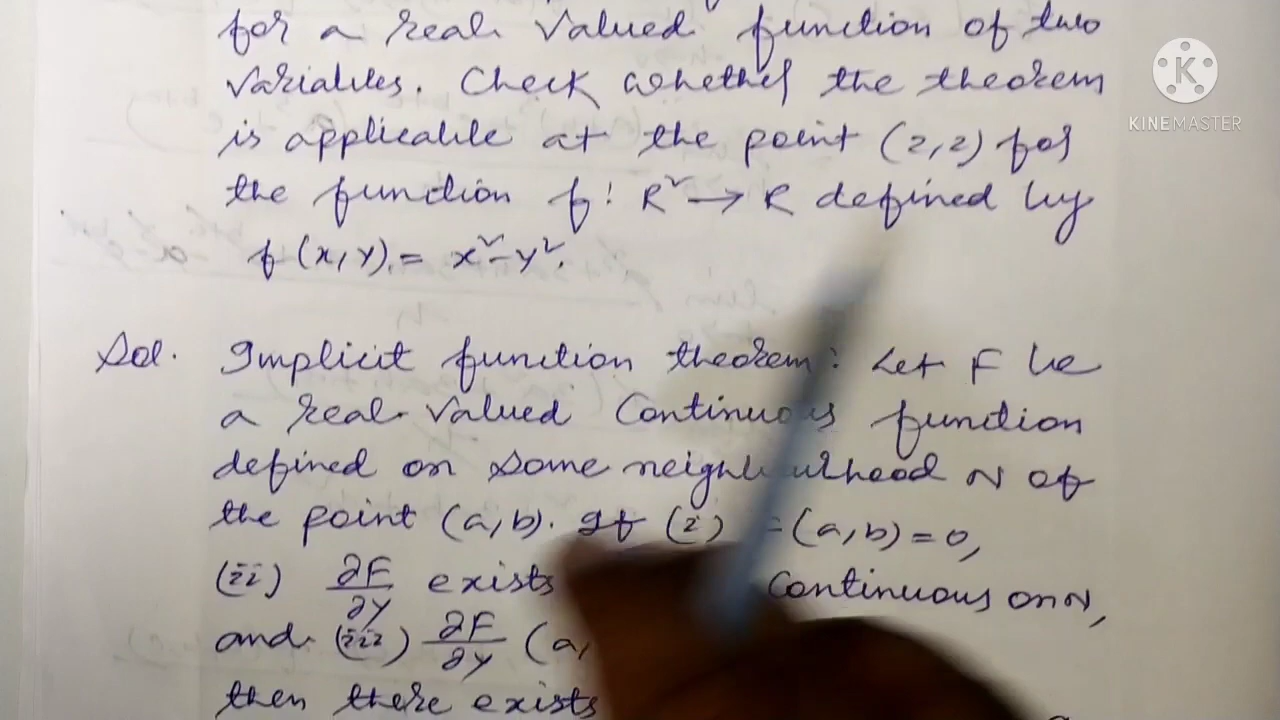 for a real valued function of two
variables. Check whether the theorem
is applicable at the point (2,2) for
the function f: R² → R defined by
f(x,y) = x² - y².
Sol. Implicit function theorem: Let F be
a real valued continuous function
defined on some neighbourhood N of
the point (a,b). If (i) = (a,b) = 0,
(ii) ∂F/∂y exists continuous on N,
and (iii) ∂F/∂y (a,
then there exists
K
KINEMASTER